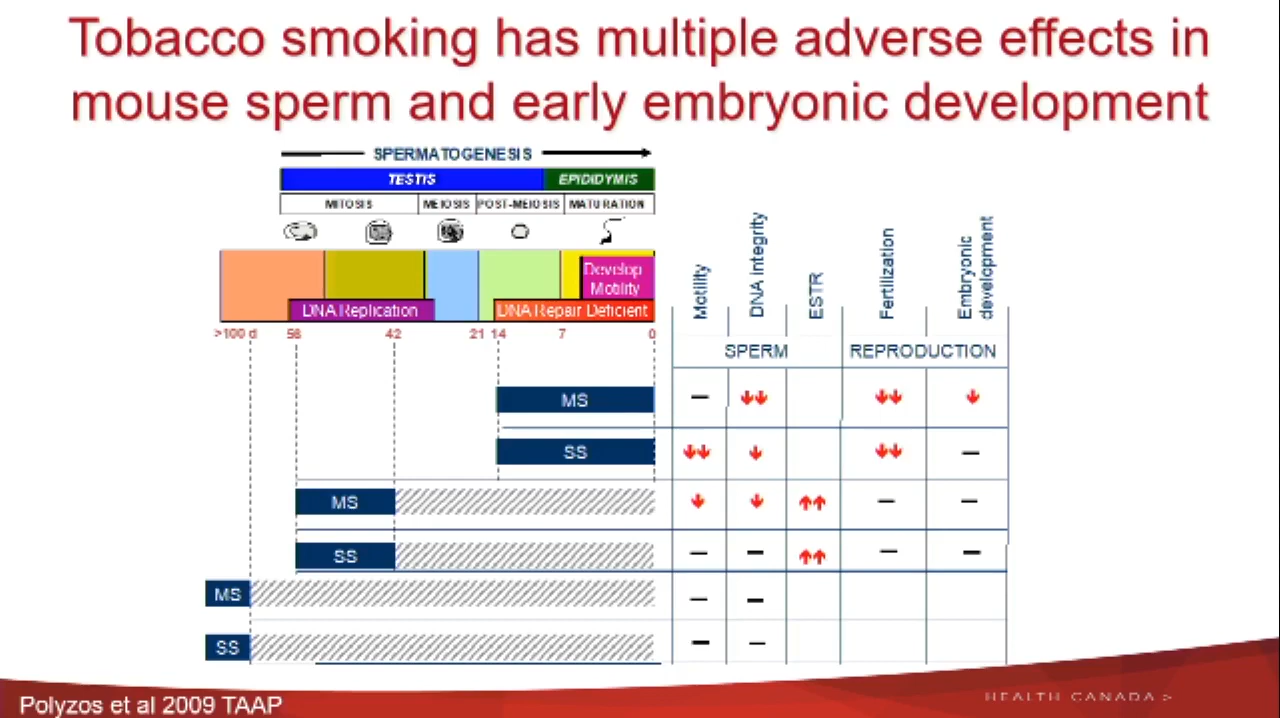 Tobacco smoking has multiple adverse effects in
mouse sperm and early embryonic development
SPERMATOGENESIS
TESTIS EPIDIDYMIS
MITOSIS MEIOSIS POST-MEIOSIS MATURATION
Develop
Motility
DNA Replication DNA Repair Deficient
>100 d 56 42 21 14 7 0
Motility
DNA integrity
ESTR
Fertilization
Embryonic
development
SPERM REPRODUCTION
MS – ↓↓ ↓↓ ↓
SS ↓↓ ↓ ↓↓ –
MS ↓ ↓ ↑↑ – –
SS – – ↑↑ – –
MS – –
SS – –
Polyzos et al 2009 TAAP
HEALTH CANADA >